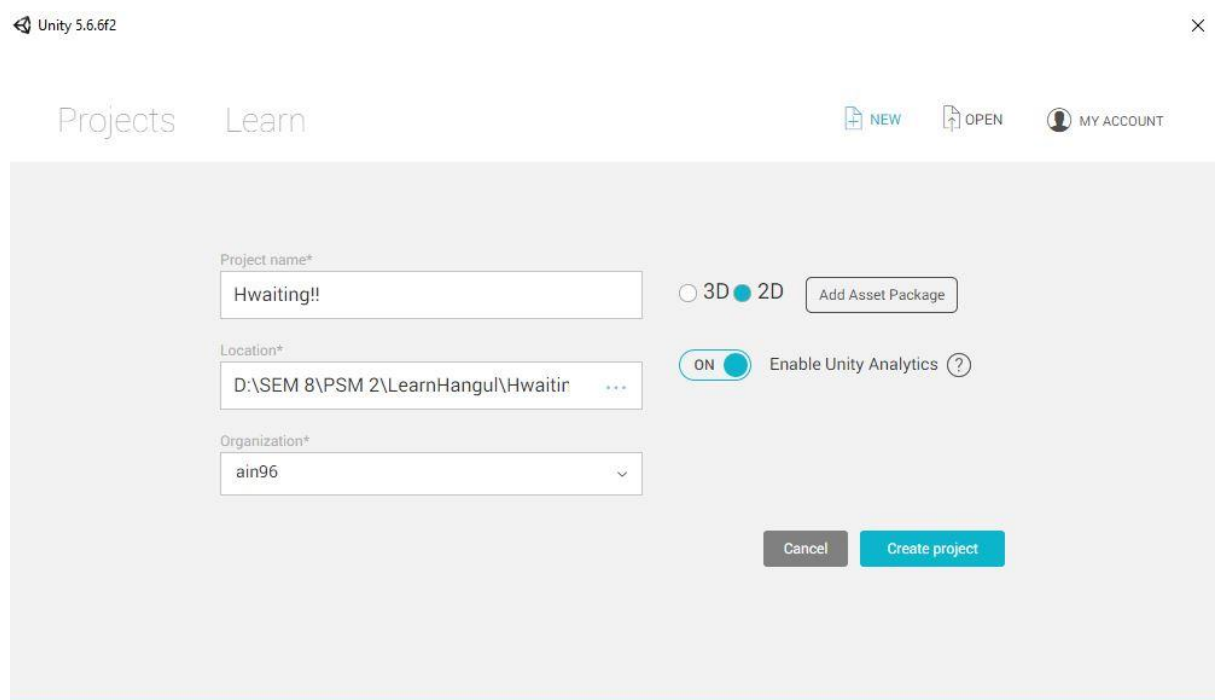 Unity 5.6.6f2
Projects Learn NEW OPEN MY ACCOUNT
Project name*
Hwaiting!! 3D 2D Add Asset Package
Location*
D:\SEM 8\PSM 2\LearnHangul\Hwaitin ... ON Enable Unity Analytics ?
Organization*
ain96
Cancel Create project